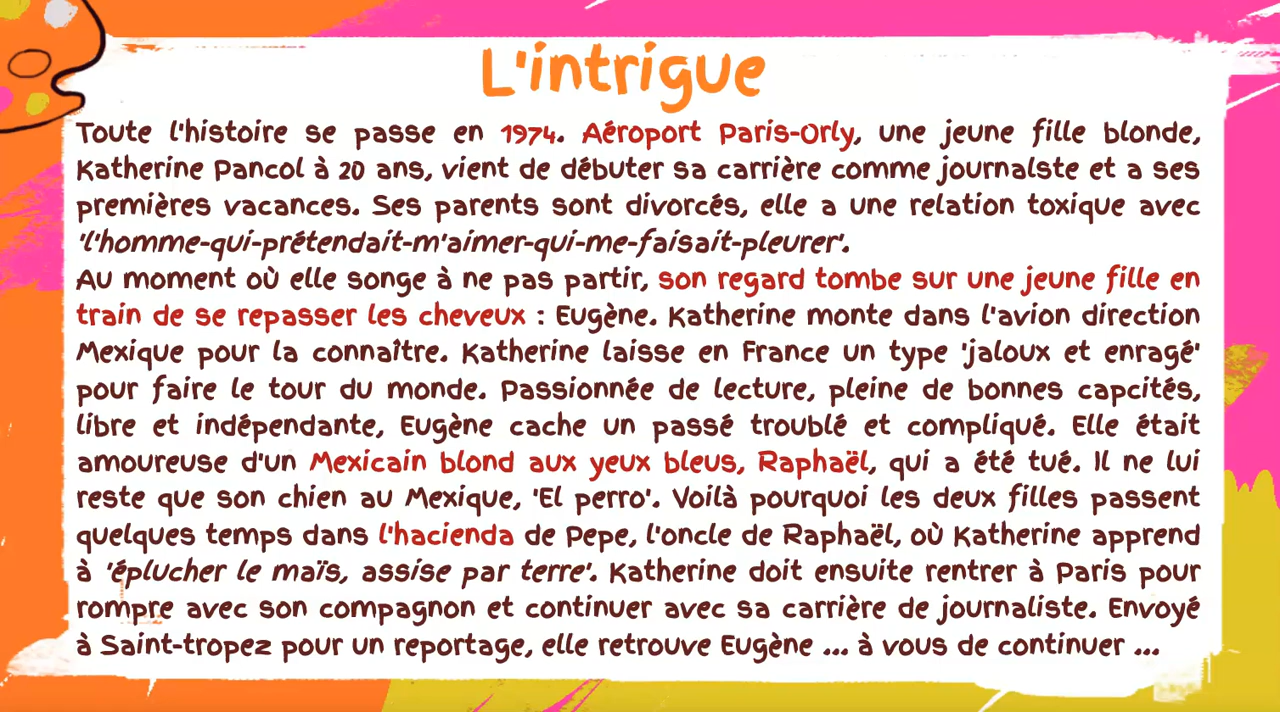 L'intrigue
Toute l'histoire se passe en 1974. Aéroport Paris-Orly, une jeune fille blonde,
Katherine Pancol à 20 ans, vient de débuter sa carrière comme journalste et a ses
premières vacances. Ses parents sont divorcés, elle a une relation toxique avec
'l'homme-qui-prétendait-m'aimer-qui-me-faisait-pleurer'.
Au moment où elle songe à ne pas partir, son regard tombe sur une jeune fille en
train de se repasser les cheveux : Eugène. Katherine monte dans l'avion direction
Mexique pour la connaître. Katherine laisse en France un type 'jaloux et enragé'
pour faire le tour du monde. Passionnée de lecture, pleine de bonnes capcités,
libre et indépendante, Eugène cache un passé troublé et compliqué. Elle était
amoureuse d'un Mexicain blond aux yeux bleus, Raphaël, qui a été tué. Il ne lui
reste que son chien au Mexique, 'El perro'. Voilà pourquoi les deux filles passent
quelques temps dans l'hacienda de Pepe, l'oncle de Raphaël, où Katherine apprend
à 'éplucher le maïs, assise par terre'. Katherine doit ensuite rentrer à Paris pour
rompre avec son compagnon et continuer avec sa carrière de journaliste. Envoyé
à Saint-tropez pour un reportage, elle retrouve Eugène ... à vous de continuer ...